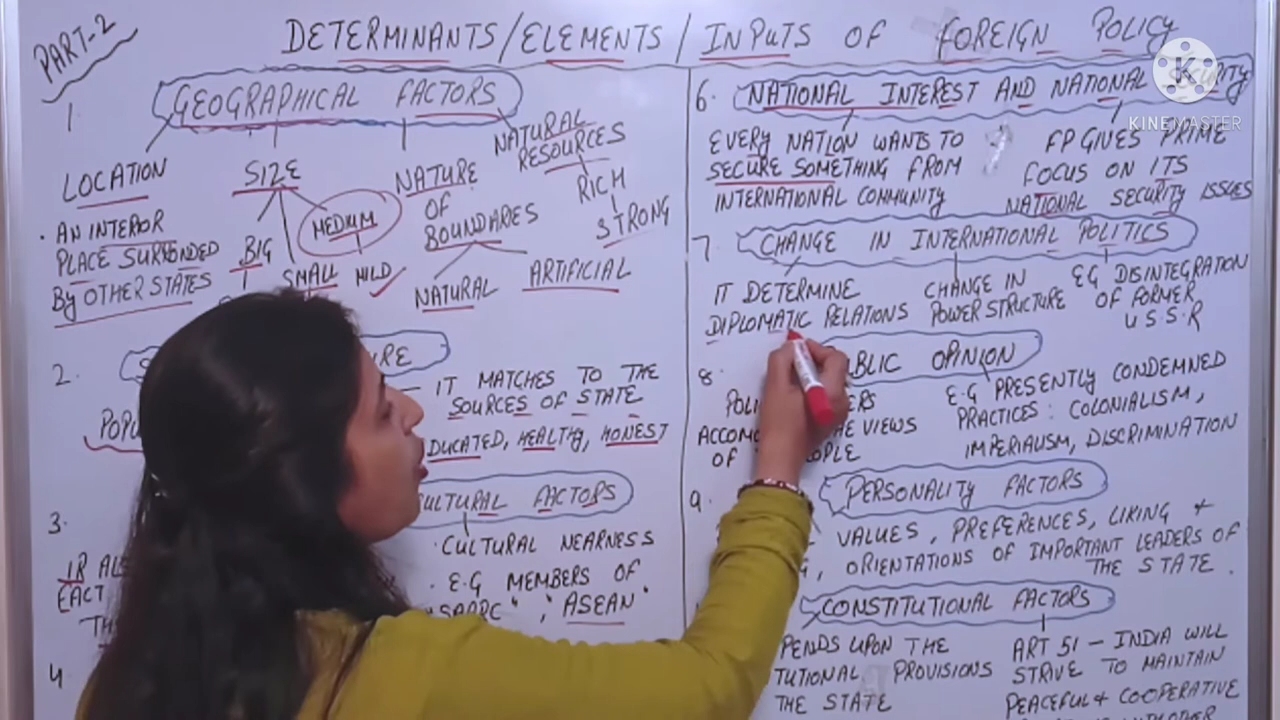 PART-2
DETERMINANTS/ELEMENTS/INPUTS OF FOREIGN POLICY
1
GEOGRAPHICAL FACTORS
LOCATION
· AN INTERIOR
PLACE SURROUNDED
BY OTHER STATES
SIZE
BIG
SMALL
MEDIUM
MILD
NATURE
OF
BOUNDARIES
NATURAL
ARTIFICIAL
NATURAL
RESOURCES
RICH
STRONG
2.
— IT MATCHES TO THE
SOURCES OF STATE
DUCATED, HEALTHY, HONEST
3.
CULTURAL FACTORS
IR
EACT
· CULTURAL NEARNESS
E.G MEMBERS OF
"ASEAN"
4
6.
NATIONAL INTEREST AND NATIONAL
EVERY NATION WANTS TO
SECURE SOMETHING FROM
INTERNATIONAL COMMUNITY
FP GIVES PRIME
FOCUS ON ITS
NATIONAL SECURITY ISSUES
7.
CHANGE IN INTERNATIONAL POLITICS
IT DETERMINE
DIPLOMATIC RELATIONS
CHANGE IN
POWER STRUCTURE
E.G DISINTEGRATION
OF FORMER
U S S.R
8.
BLIC OPINION
POLI ERS
ACCOMO VIEWS
OF OPLE
E.G PRESENTLY CONDEMNED
PRACTICES: COLONIALISM,
IMPERIALISM, DISCRIMINATION
9.
PERSONALITY FACTORS
VALUES, PREFERENCES, LIKING +
, ORIENTATIONS OF IMPORTANT LEADERS OF
THE STATE.
CONSTITUTIONAL FACTORS
PENDS UPON THE
TUTIONAL PROVISIONS
THE STATE
ART 51 — INDIA WILL
STRIVE TO MAINTAIN
PEACEFUL + COOPERATIVE
K
KINEMASTER